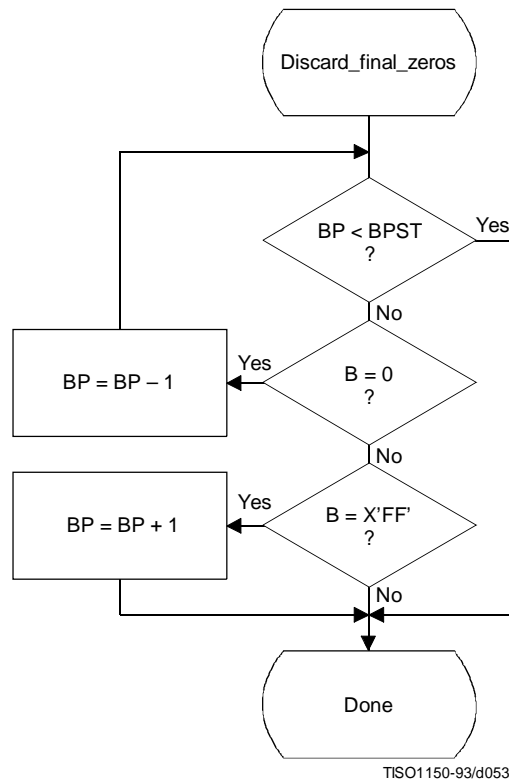 Discard_final_zeros
BP < BPST
?
Yes
No
B = 0
?
Yes
BP = BP – 1
No
B = X’FF’
?
Yes
BP = BP + 1
No
Done
TISO1150-93/d053